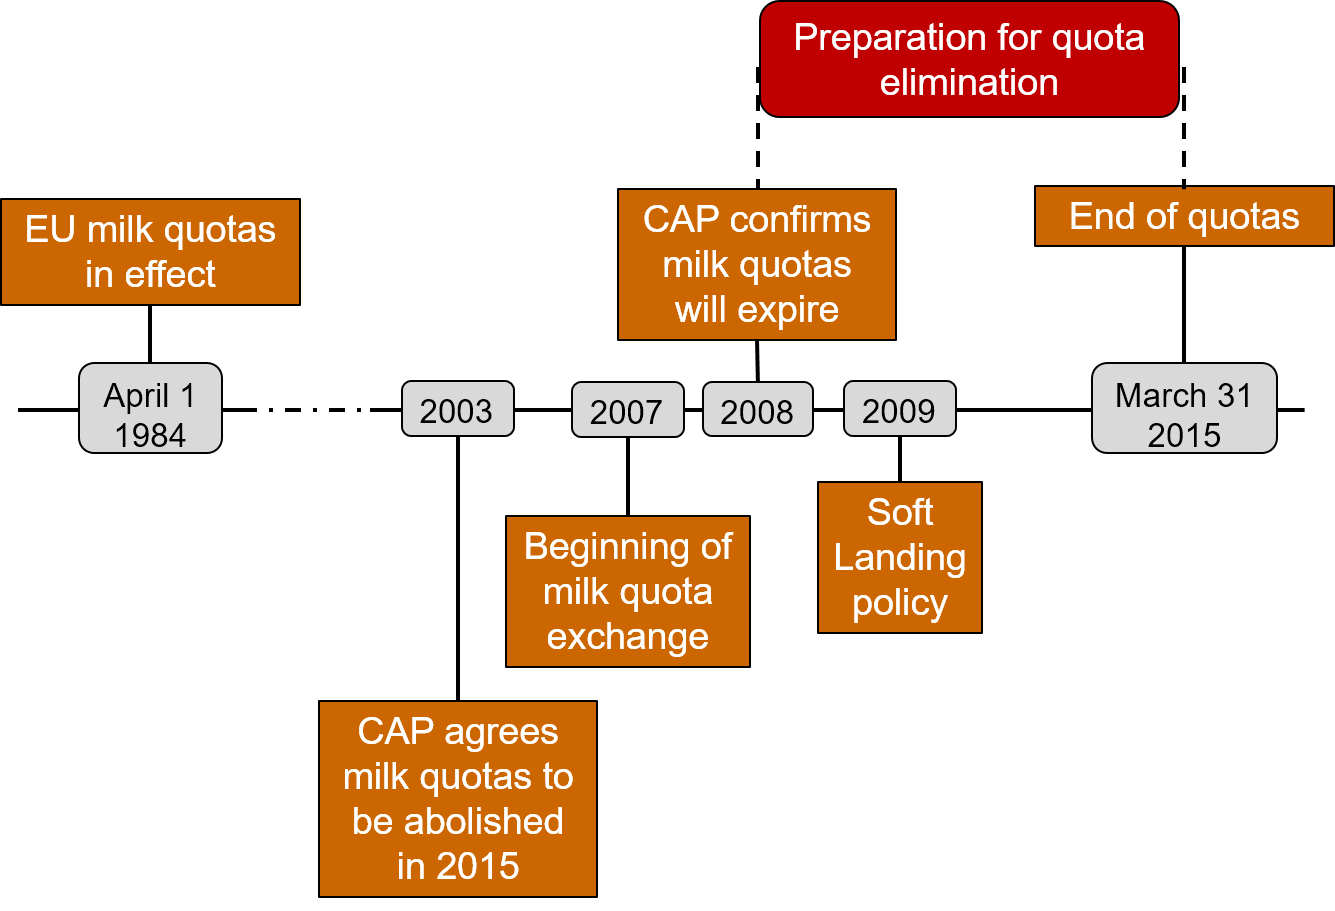 Preparation for quota
elimination
EU milk quotas
in effect
CAP confirms
milk quotas
will expire
End of quotas
April 1
1984
2003
2007
2008
2009
March 31
2015
Beginning of
milk quota
exchange
Soft
Landing
policy
CAP agrees
milk quotas to
be abolished
in 2015